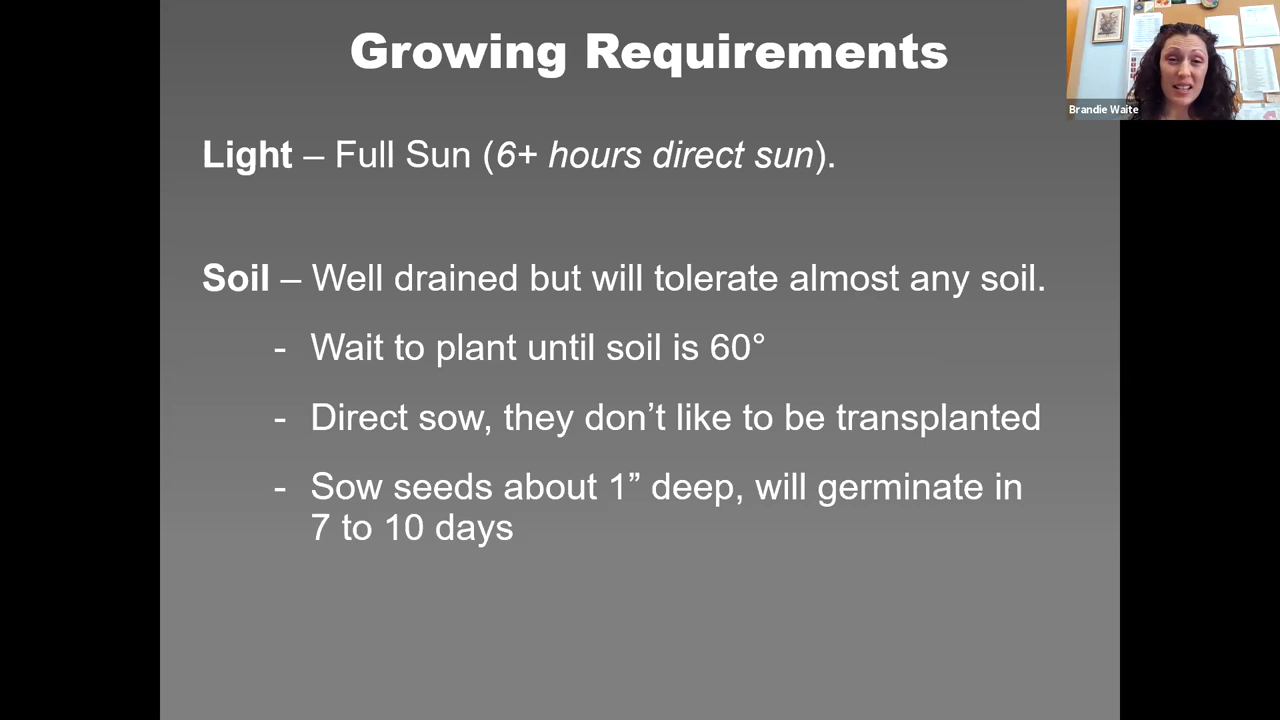 Growing Requirements
Brandie Waite
Light – Full Sun (6+ hours direct sun).
Soil – Well drained but will tolerate almost any soil.
- Wait to plant until soil is 60°
- Direct sow, they don’t like to be transplanted
- Sow seeds about 1” deep, will germinate in
7 to 10 days